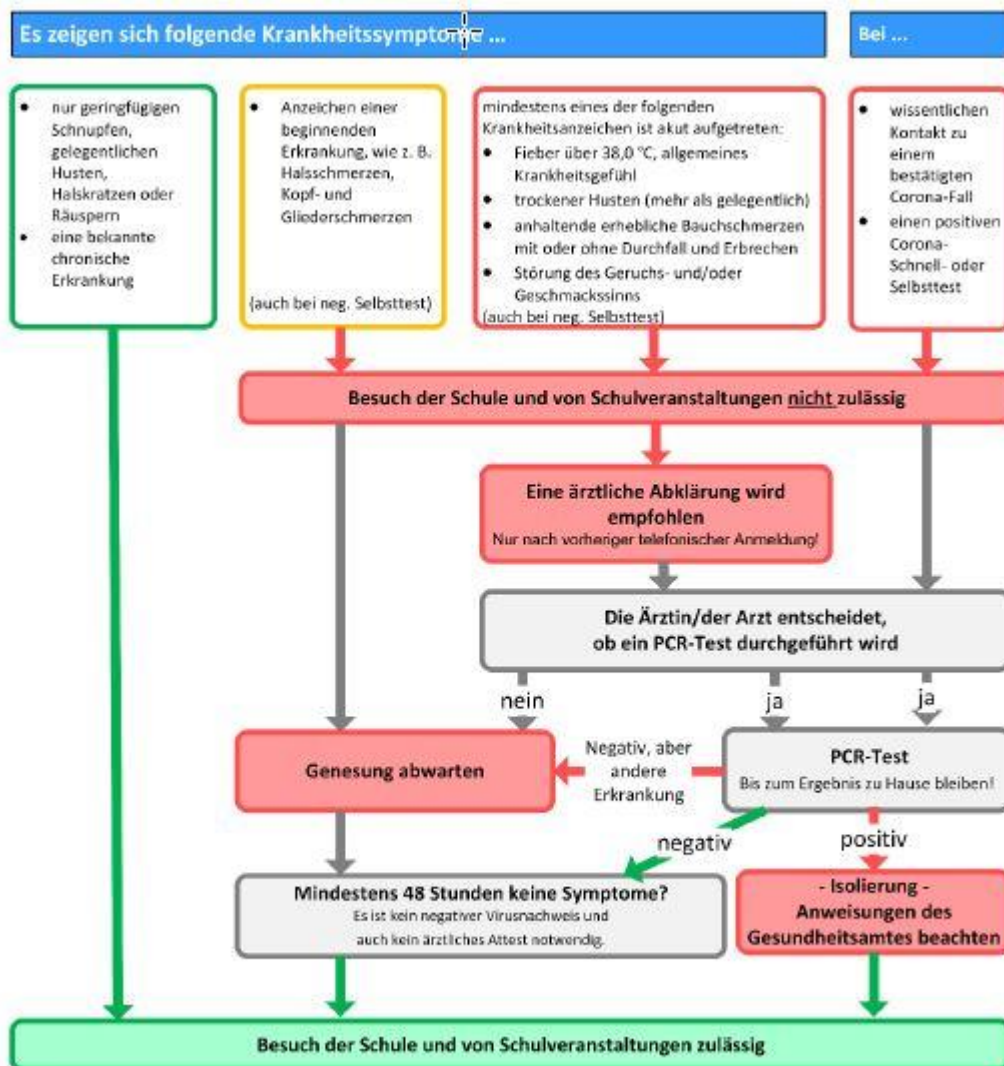 Es zeigen sich folgende Krankheitssymptome ...
Bei ...
• nur geringfügigen
Schnupfen,
gelegentlichen
Husten,
Halskratzen oder
Räuspern
• eine bekannte
chronische
Erkrankung
• Anzeichen einer
beginnenden
Erkrankung, wie z. B.
Halsschmerzen,
Kopf- und
Gliederschmerzen
(auch bei neg. Selbsttest)
mindestens eines der folgenden
Krankheitsanzeichen ist akut aufgetreten:
• Fieber über 38,0 °C, allgemeines
Krankheitsgefühl
• trockener Husten (mehr als gelegentlich)
• anhaltende erhebliche Bauchschmerzen
mit oder ohne Durchfall und Erbrechen
• Störung des Geruchs- und/oder
Geschmackssinns
(auch bei neg. Selbsttest)
• wissentlichen
Kontakt zu
einem
bestätigten
Corona-Fall
• einen positiven
Corona-
Schnell- oder
Selbsttest
Besuch der Schule und von Schulveranstaltungen nicht zulässig
Eine ärztliche Abklärung wird
empfohlen
Nur nach vorheriger telefonischer Anmeldung!
Die Ärztin/der Arzt entscheidet,
ob ein PCR-Test durchgeführt wird
nein
ja
ja
Genesung abwarten
Negativ, aber
andere
Erkrankung
PCR-Test
Bis zum Ergebnis zu Hause bleiben!
negativ
positiv
Mindestens 48 Stunden keine Symptome?
Es ist kein negativer Virusnachweis und
auch kein ärztliches Attest notwendig.
- Isolierung -
Anweisungen des
Gesundheitsamtes beachten
Besuch der Schule und von Schulveranstaltungen zulässig